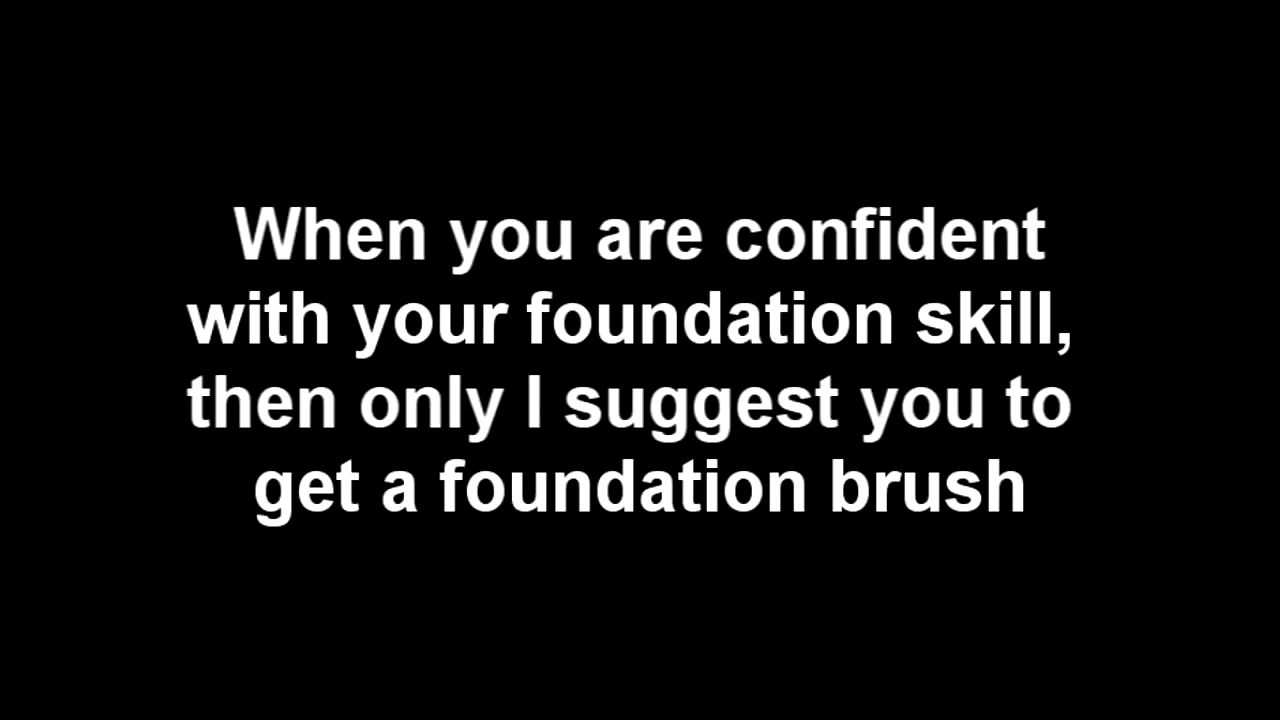 When you are confident
with your foundation skill,
then only I suggest you to
get a foundation brush